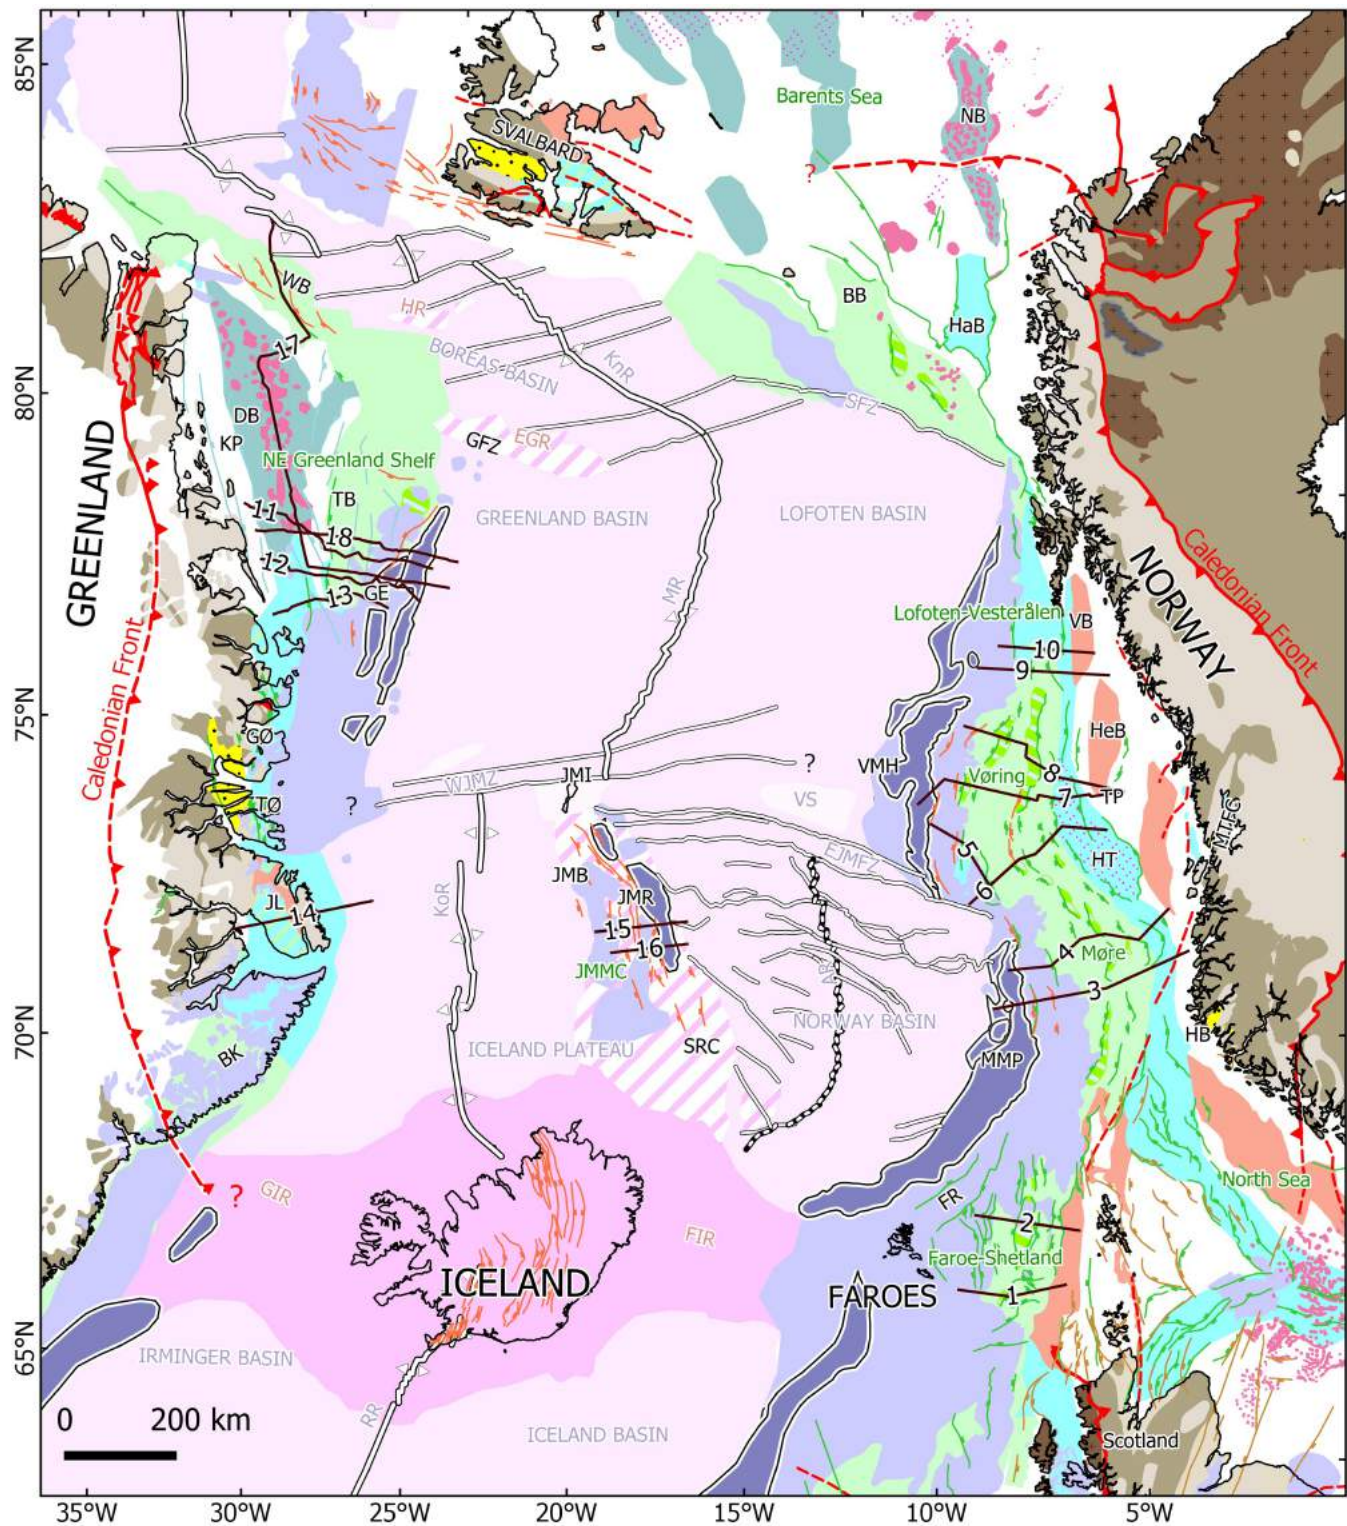 85°N
Barents Sea
NB
SVALBARD
?
WB
HR
BB
HaB
BOREAS BASIN
KnR
17
80°N
DB
KP
SFZ
GFZ
EGR
NE Greenland Shelf
TB
GREENLAND
11
18
GREENLAND BASIN
LOFOTEN BASIN
12
13
GE
NORWAY
Caledonian Front
MR
Lofoten-Vesterålen
VB
10
9
75°N
GØ
HeB
Caledonian Front
VMH
Vøring
8
7
TP
WJMZ
JMI
?
VS
TØ
?
MTFC
5
6
HT
EJMFZ
JMB
JMR
KoR
JL
14
15
16
JMMC
4
Møre
3
ÆR
70°N
NORWAY BASIN
ICELAND PLATEAU
SRC
BK
HB
MMP
North Sea
?
GIR
FR
2
FIR
Faroe-Shetland
ICELAND
FAROES
1
65°N
IRMINGER BASIN
0 200 km
RR
ICELAND BASIN
Scotland
35°W 30°W 25°W 20°W 15°W 10°W 5°W